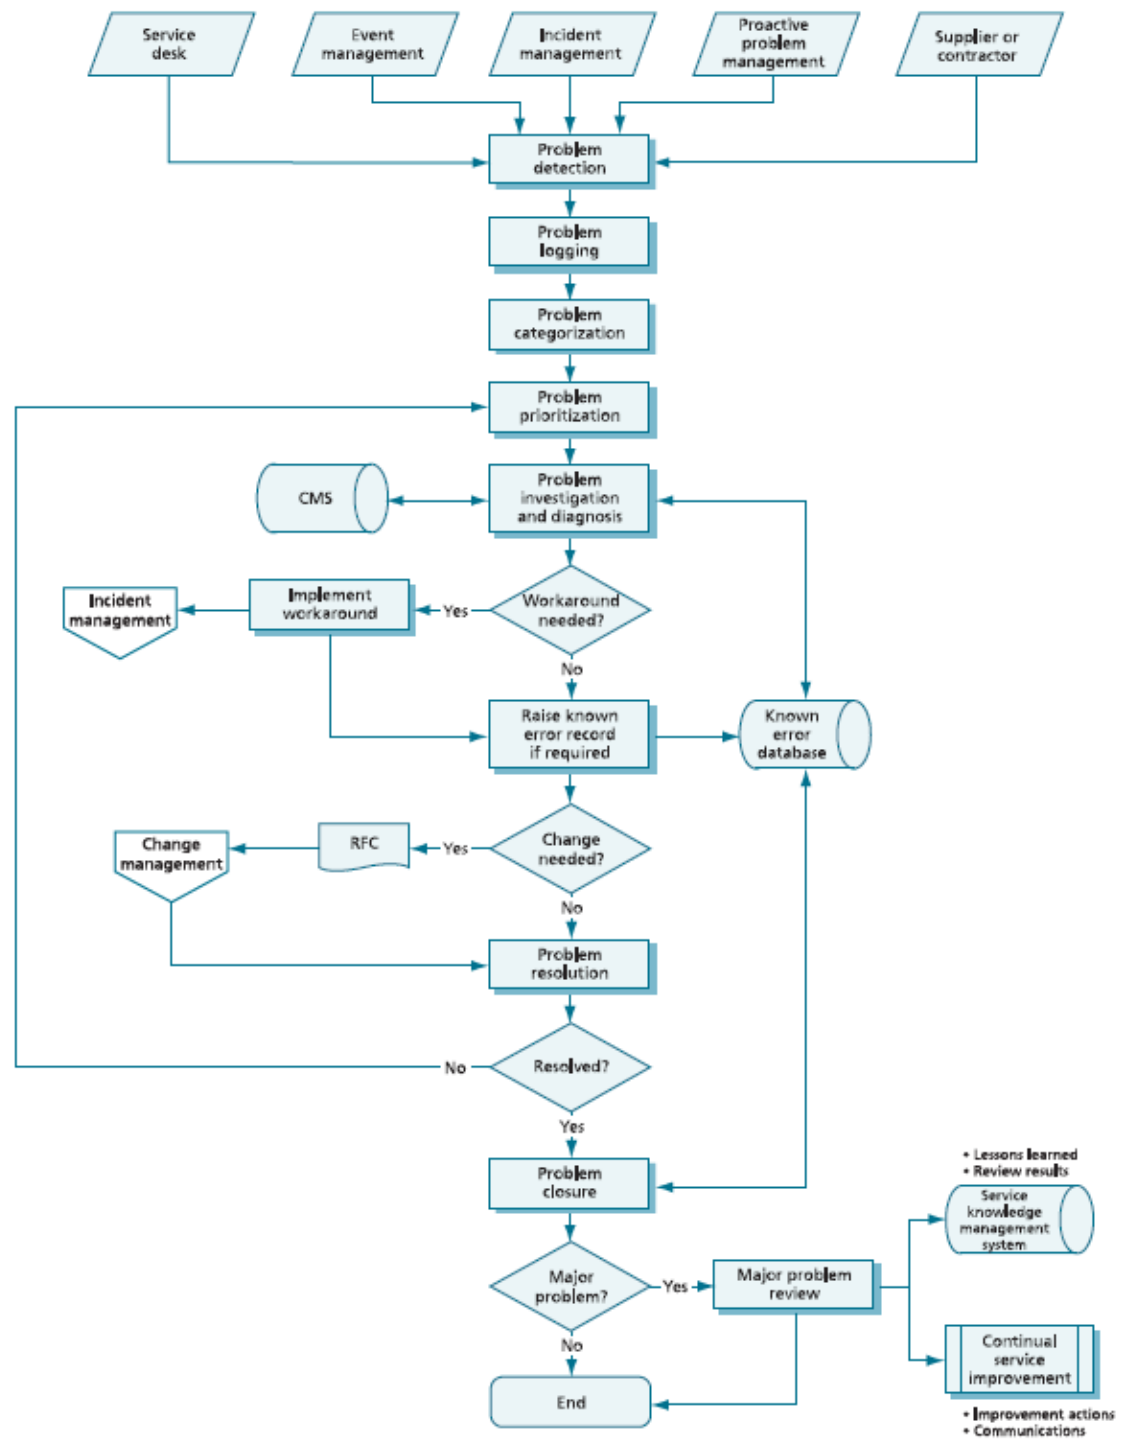 Service
desk
Event
management
Incident
management
Proactive
problem
management
Supplier or
contractor
Problem
detection
Problem
logging
Problem
categorization
Problem
prioritization
CMS
Problem
investigation
and diagnosis
Incident
management
Implement
workaround
Yes
Workaround
needed?
No
Raise known
error record
if required
Known
error
database
Change
management
RFC
Yes
Change
needed?
No
Problem
resolution
No
Resolved?
Yes
• Lessons learned
• Review results
Problem
closure
Service
knowledge
management
system
Major
problem?
Yes
Major problem
review
No
Continual
service
improvement
End
• Improvement actions
• Communications